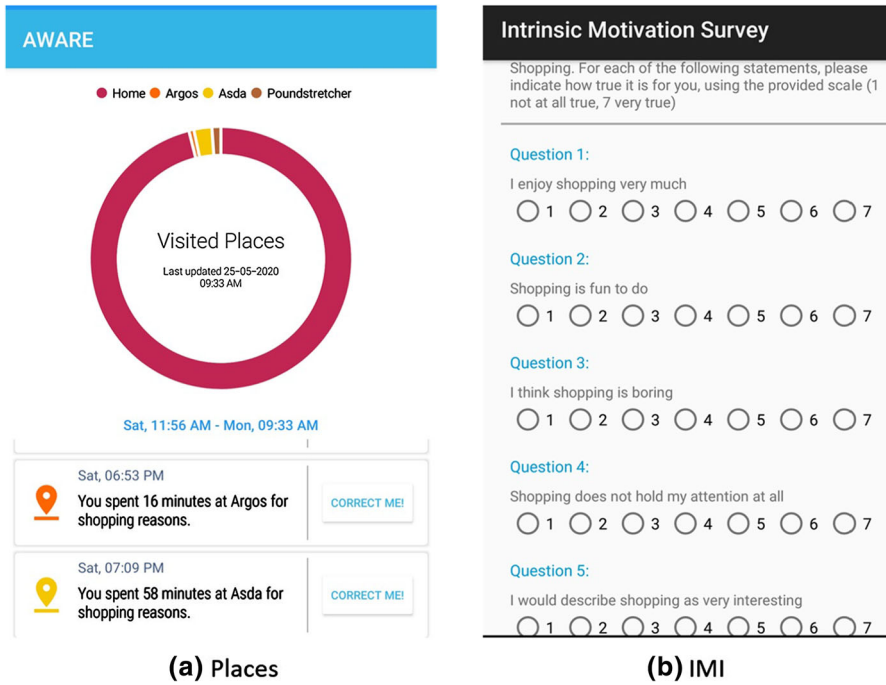 AWARE
Home Argos Asda Poundstretcher
Visited Places
Last updated 25-05-2020
09:33 AM
Sat, 11:56 AM - Mon, 09:33 AM
Sat, 06:53 PM
You spent 16 minutes at Argos for
shopping reasons.
CORRECT ME!
Sat, 07:09 PM
You spent 58 minutes at Asda for
shopping reasons.
CORRECT ME!
(a) Places
Intrinsic Motivation Survey
Shopping. For each of the following statements, please
indicate how true it is for you, using the provided scale (1
not at all true, 7 very true)
Question 1:
I enjoy shopping very much
1 2 3 4 5 6 7
Question 2:
Shopping is fun to do
1 2 3 4 5 6 7
Question 3:
I think shopping is boring
1 2 3 4 5 6 7
Question 4:
Shopping does not hold my attention at all
1 2 3 4 5 6 7
Question 5:
I would describe shopping as very interesting
1 2 3 4 5 6 7
(b) IMI